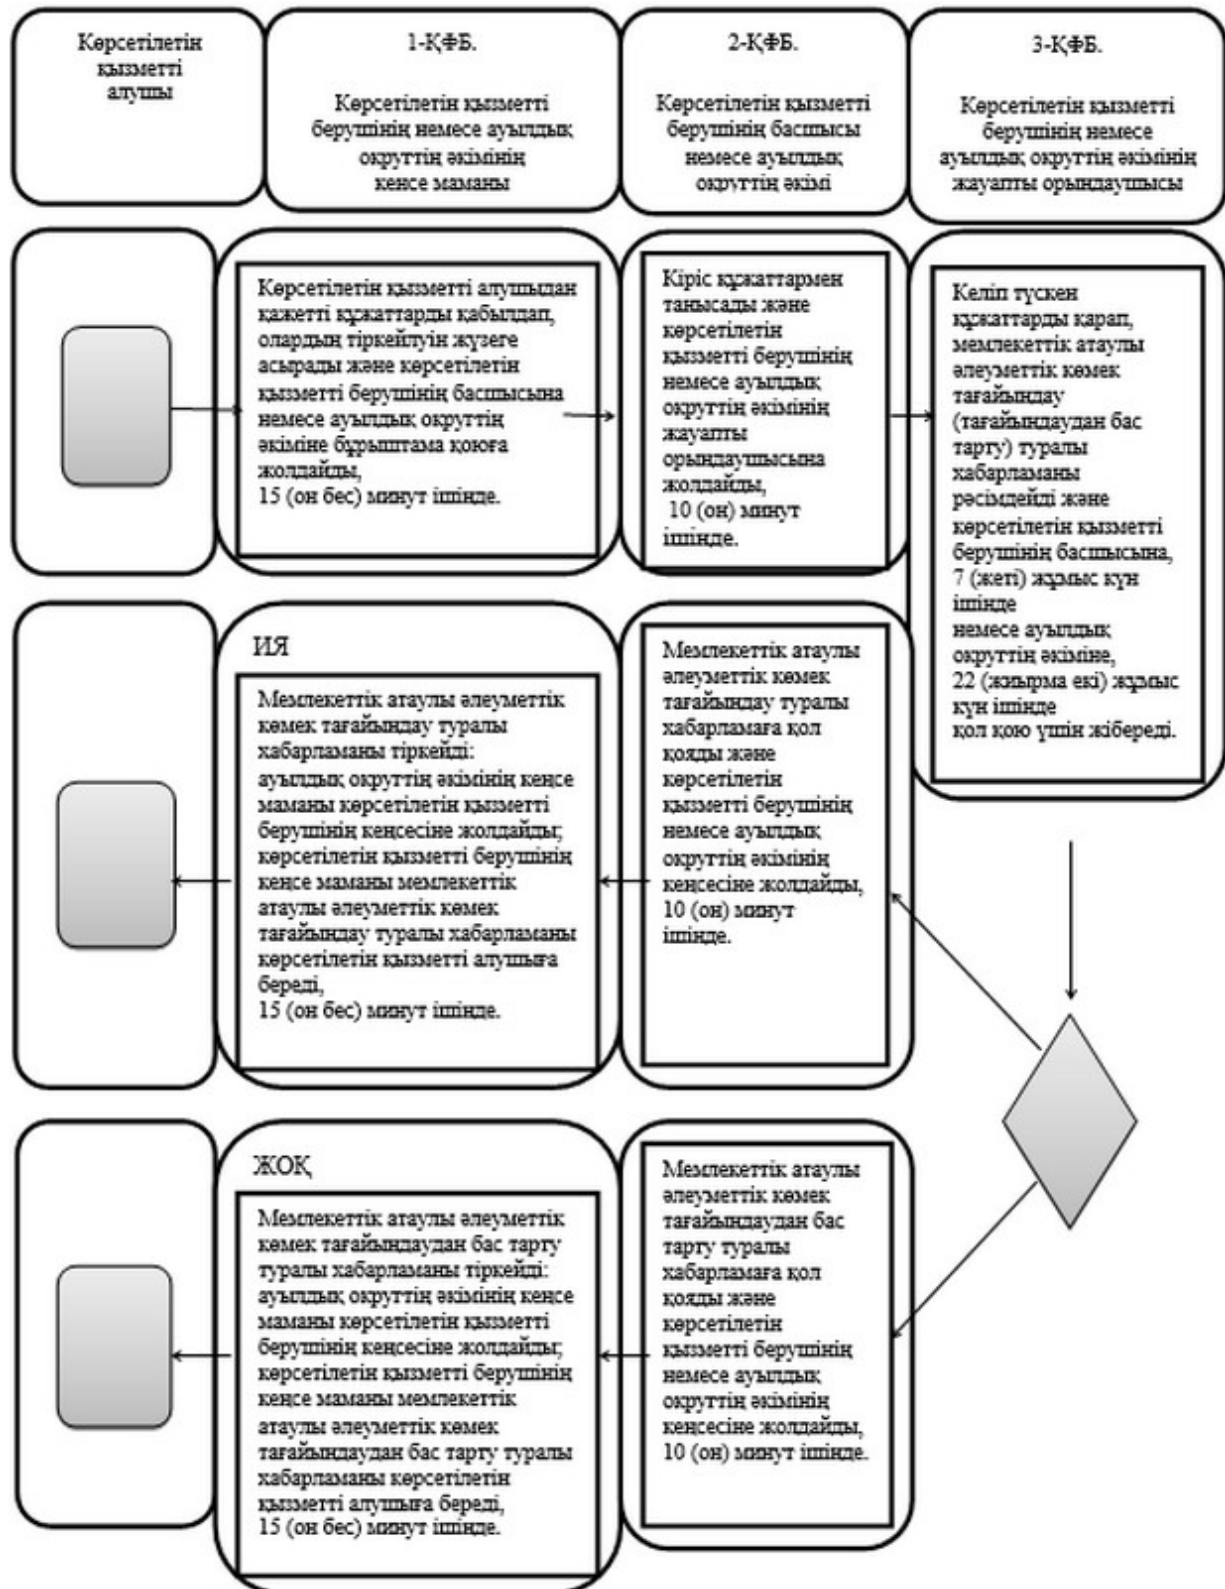 Көрсетілетін
қызметті
алушы
1-ҚФБ.
Көрсетілетін қызметті
берушінің немесе ауылдық
округтің әкімінің
кеңсе маманы
2-ҚФБ.
Көрсетілетін қызметті
берушінің басшысы
немесе ауылдық
округтің әкімі
3-ҚФБ.
Көрсетілетін қызметті
берушінің немесе
ауылдық округтің әкімінің
жауапты орындаушысы
Көрсетілетін қызметті алушыдан
қажетті құжаттарды қабылдап,
олардың тіркейлуін жүзеге
асырады және көрсетілетін
қызметті берушінің басшысына
немесе ауылдық округтің
әкіміне бұрыштама қоюға
жолдайды,
15 (он бес) минут ішінде.
Кіріс құжаттармен
танысады және
көрсетілетін
қызметті берушінің
немесе ауылдық
округтің әкімінің
жауапты
орындаушысына
жолдайды,
10 (он) минут
ішінде.
Келіп түскен
құжаттарды қарап,
мемлекеттік атаулы
әлеуметтік көмек
тағайындау
(тағайындаудан бас
тарту) туралы
хабарламаны
рәсімдейді және
көрсетілетін қызметті
берушінің басшысына,
7 (жеті) жұмыс күн
ішінде
немесе ауылдық
округтің әкіміне,
22 (жиырма екі) жұмыс
күн ішінде
қол қою үшін жібереді.
ИЯ
Мемлекеттік атаулы әлеуметтік
көмек тағайындау туралы
хабарламаны тіркейді:
ауылдық округтің әкімінің кеңсе
маманы көрсетілетін қызметті
берушінің кеңсесіне жолдайды;
көрсетілетін қызметті берушінің
кеңсе маманы мемлекеттік
атаулы әлеуметтік көмек
тағайындау туралы хабарламаны
көрсетілетін қызметті алушыға
береді,
15 (он бес) минут ішінде.
Мемлекеттік атаулы
әлеуметтік көмек
тағайындау туралы
хабарламаға қол
қояды және
көрсетілетін
қызметті берушінің
немесе ауылдық
округтің әкімінің
кеңсесіне жолдайды,
10 (он) минут
ішінде.
ЖОҚ
Мемлекеттік атаулы әлеуметтік
көмек тағайындаудан бас тарту
туралы хабарламаны тіркейді:
ауылдық округтің әкімінің кеңсе
маманы көрсетілетін қызметті
берушінің кеңсесіне жолдайды;
көрсетілетін қызметті берушінің
кеңсе маманы мемлекеттік
атаулы әлеуметтік көмек
тағайындаудан бас тарту туралы
хабарламаны көрсетілетін
қызметті алушыға береді,
15 (он бес) минут ішінде.
Мемлекеттік атаулы
әлеуметтік көмек
тағайындаудан бас
тарту туралы
хабарламаға қол
қояды және
көрсетілетін
қызметті берушінің
немесе ауылдық
округтің әкімінің
кеңсесіне жолдайды,
10 (он) минут ішінде.